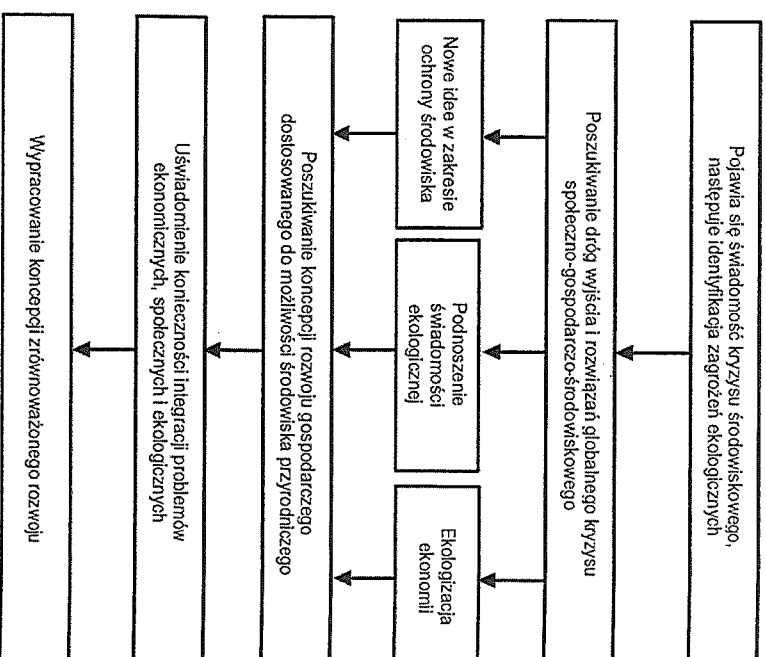 Pojawia się świadomość kryzysu środowiskowego,
następuje identyfikacja zagrożeń ekologicznych
Poszukiwanie dróg wyjścia i rozwiązań globalnego kryzysu
społeczno-gospodarczo-środowiskowego
Nowe idee w zakresie
ochrony środowiska
Podnoszenie
świadomości
ekologicznej
Ekologizacja
ekonomii
Poszukiwanie koncepcji rozwoju gospodarczego
dostosowanego do możliwości środowiska przyrodniczego
Uświadomienie konieczności integracji problemów
ekonomicznych, społecznych i ekologicznych
Wypracowanie koncepcji zrównoważonego rozwoju